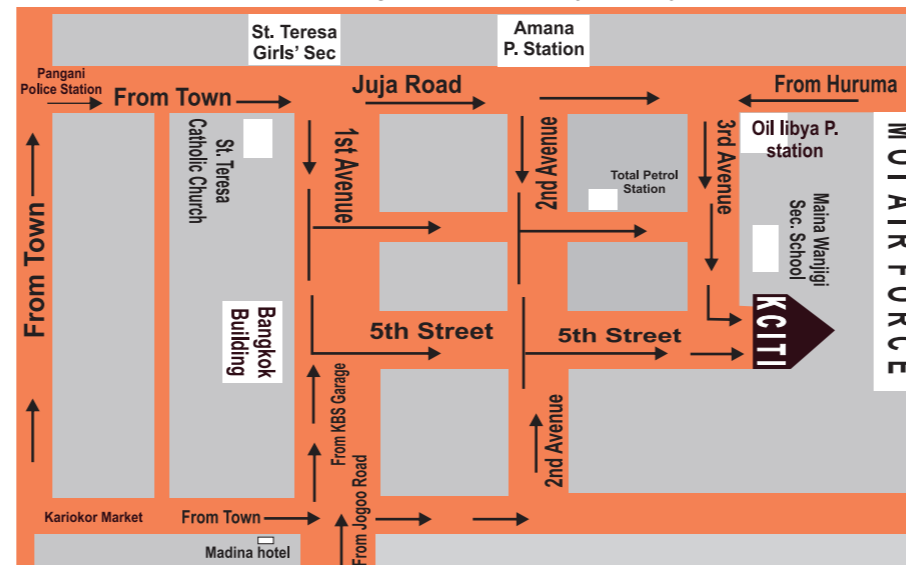 St. Teresa
Girls' Sec
Amana
P. Station
Pangani
Police Station
From Town
Juja Road
From Huruma
St. Teresa
Catholic Church
1st Avenue
2nd Avenue
3rd Avenue
Oil libya P.
station
Total Petrol
Station
Maina Wanjigi
Sec. School
MOI AIR FORCE
From Town
Bangkok
Building
5th Street
5th Street
KCITI
From KBS Garage
2nd Avenue
Kariokor Market
From Town
From Jogoo Road
Madina hotel